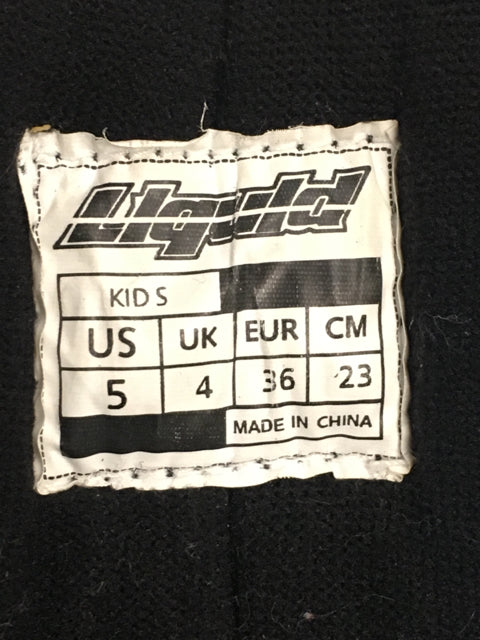 Liquid
KIDS
US UK EUR CM
5 4 36 23
MADE IN CHINA